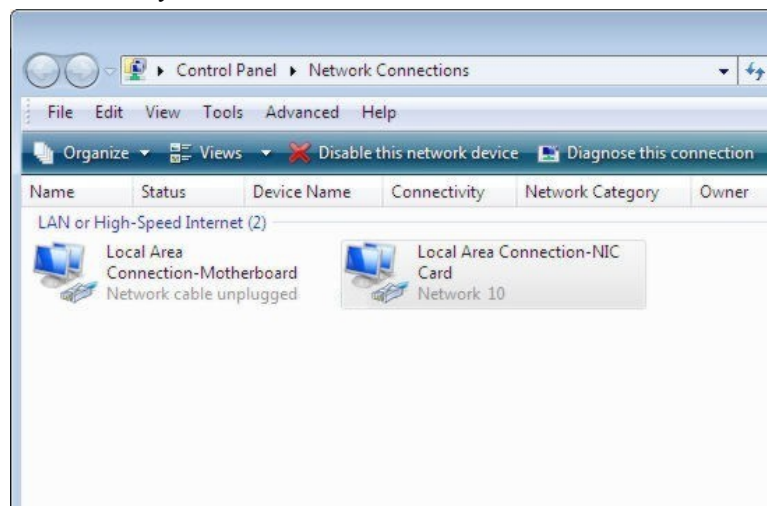 Control Panel Network Connections
File Edit View Tools Advanced Help
Organize Views Disable this network device Diagnose this connection
Name Status Device Name Connectivity Network Category Owner
LAN or High-Speed Internet (2)
Local Area
Connection-Motherboard
Network cable unplugged
Local Area Connection-NIC
Card
Network 10